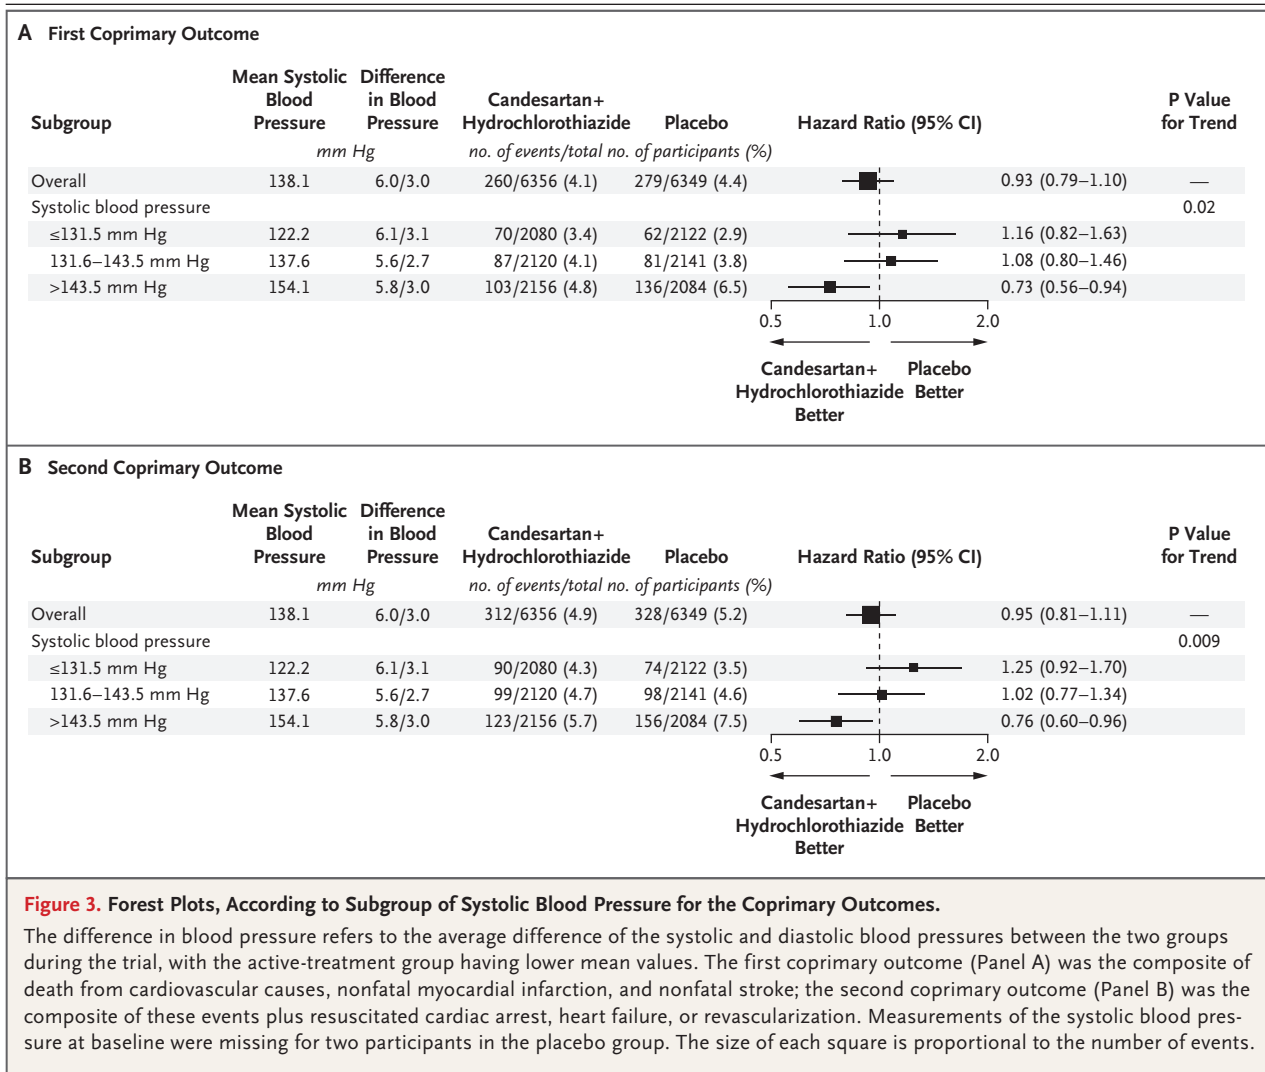 A First Coprimary Outcome
Mean Systolic Difference
Blood in Blood Candesartan+ P Value
Subgroup Pressure Pressure Hydrochlorothiazide Placebo Hazard Ratio (95% CI) for Trend
mm Hg no. of events/total no. of participants (%)
Overall 138.1 6.0/3.0 260/6356 (4.1) 279/6349 (4.4) 0.93 (0.79–1.10) —
Systolic blood pressure 0.02
≤131.5 mm Hg 122.2 6.1/3.1 70/2080 (3.4) 62/2122 (2.9) 1.16 (0.82–1.63)
131.6–143.5 mm Hg 137.6 5.6/2.7 87/2120 (4.1) 81/2141 (3.8) 1.08 (0.80–1.46)
>143.5 mm Hg 154.1 5.8/3.0 103/2156 (4.8) 136/2084 (6.5) 0.73 (0.56–0.94)
0.5 1.0 2.0
Candesartan+ Placebo
Hydrochlorothiazide Better
Better
B Second Coprimary Outcome
Mean Systolic Difference
Blood in Blood Candesartan+ P Value
Subgroup Pressure Pressure Hydrochlorothiazide Placebo Hazard Ratio (95% CI) for Trend
mm Hg no. of events/total no. of participants (%)
Overall 138.1 6.0/3.0 312/6356 (4.9) 328/6349 (5.2) 0.95 (0.81–1.11) —
Systolic blood pressure 0.009
≤131.5 mm Hg 122.2 6.1/3.1 90/2080 (4.3) 74/2122 (3.5) 1.25 (0.92–1.70)
131.6–143.5 mm Hg 137.6 5.6/2.7 99/2120 (4.7) 98/2141 (4.6) 1.02 (0.77–1.34)
>143.5 mm Hg 154.1 5.8/3.0 123/2156 (5.7) 156/2084 (7.5) 0.76 (0.60–0.96)
0.5 1.0 2.0
Candesartan+ Placebo
Hydrochlorothiazide Better
Better
Figure 3. Forest Plots, According to Subgroup of Systolic Blood Pressure for the Coprimary Outcomes.
The difference in blood pressure refers to the average difference of the systolic and diastolic blood pressures between the two groups
during the trial, with the active-treatment group having lower mean values. The first coprimary outcome (Panel A) was the composite of
death from cardiovascular causes, nonfatal myocardial infarction, and nonfatal stroke; the second coprimary outcome (Panel B) was the
composite of these events plus resuscitated cardiac arrest, heart failure, or revascularization. Measurements of the systolic blood pres-
sure at baseline were missing for two participants in the placebo group. The size of each square is proportional to the number of events.